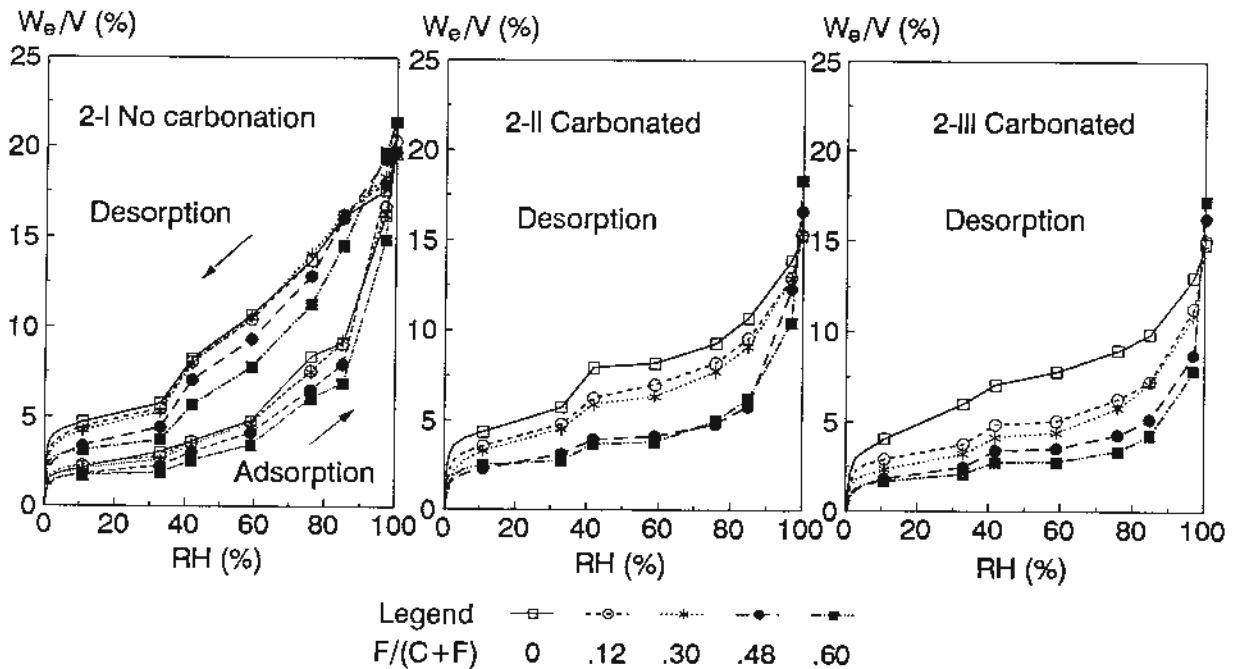 Wₑ/V (%)
25
20
15
10
5
0
2-I No carbonation
Desorption
Adsorption
0 20 40 60 80 100
RH (%)
Wₑ/V (%)
25
20
15
10
5
0
2-II Carbonated
Desorption
0 20 40 60 80 100
RH (%)
Wₑ/V (%)
25
20
15
10
5
0
2-III Carbonated
Desorption
0 20 40 60 80 100
RH (%)
Legend
F/(C+F) 0 .12 .30 .48 .60